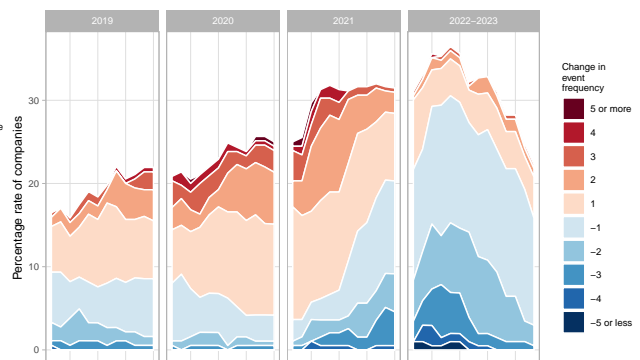 2019
2020
2021
2022–2023
Percentage rate of companies
30
20
10
0
Change in
event
frequency
5 or more
4
3
2
1
–1
–2
–3
–4
–5 or less